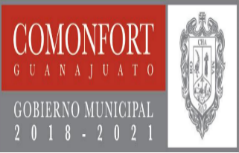 COMONFORT
GUANAJUATO
GOBIERNO MUNICIPAL
2018-2021